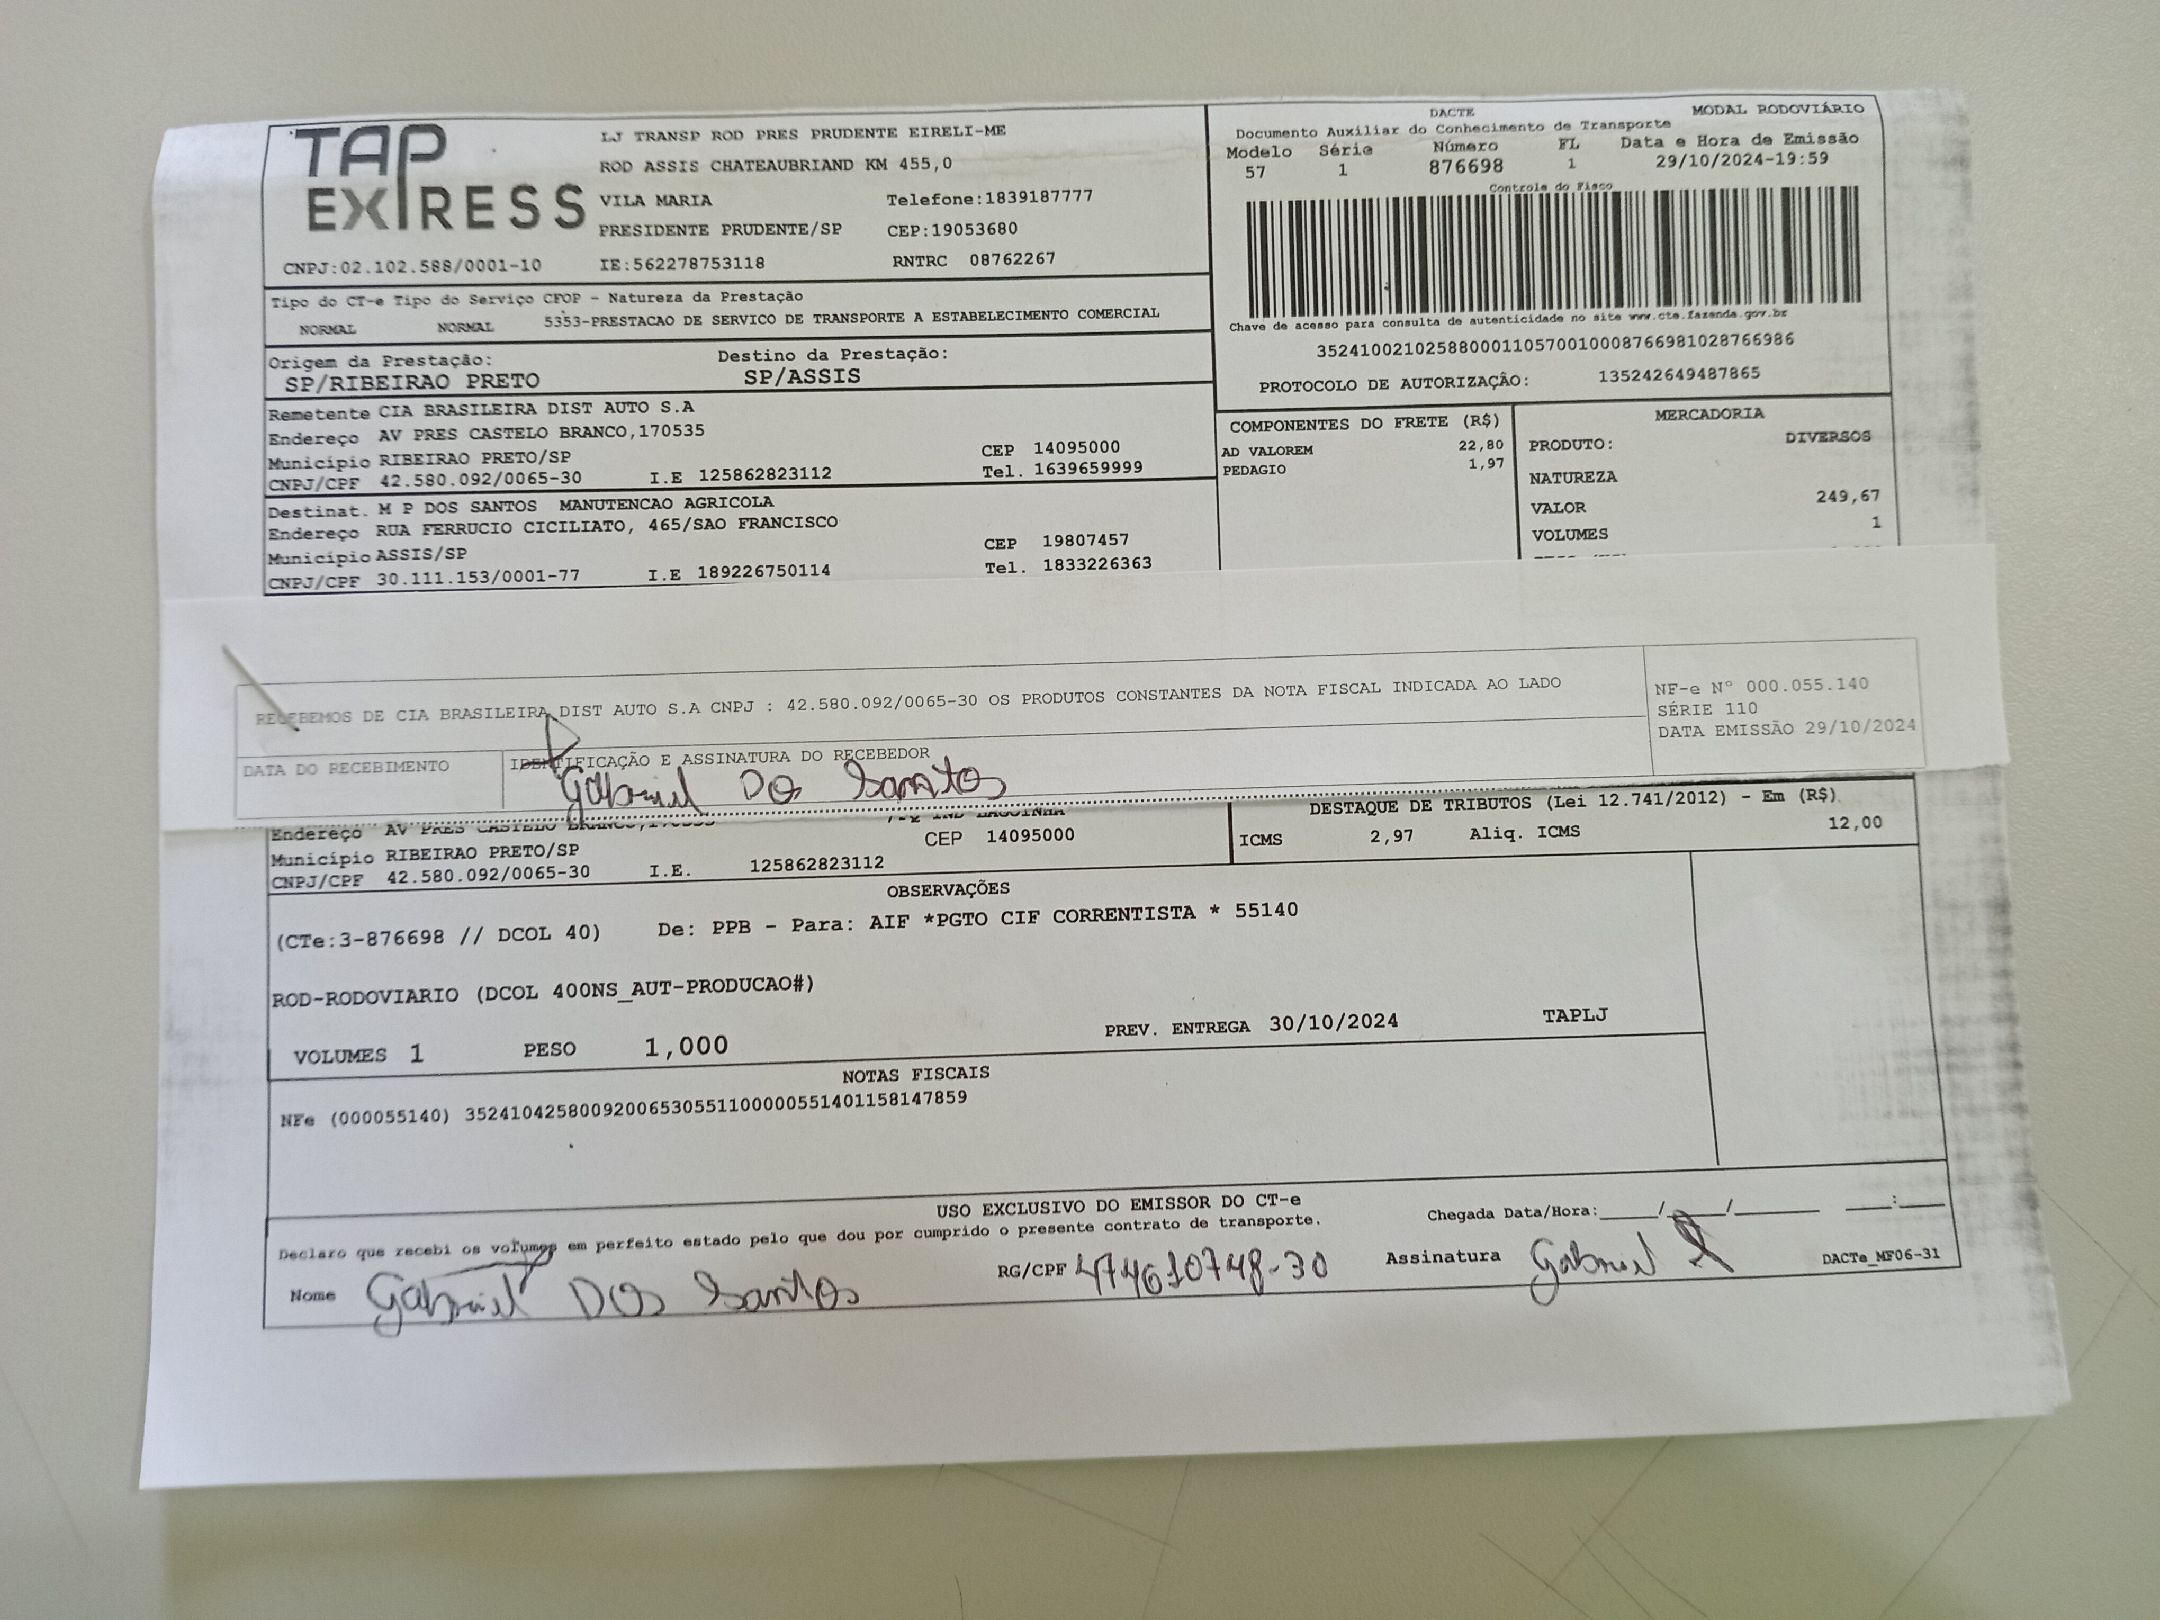 TAP EXPRESS
LJ TRANSP ROD PRES PRUDENTE EIRELI-ME
ROD ASSIS CHATEAUBRIAND KM 455,0
VILA MARIA Telefone:1839187777
PRESIDENTE PRUDENTE/SP CEP:19053680
CNPJ:02.102.588/0001-10 IE:562278753118 RNTRC 08762267
DACTE MODAL RODOVIÁRIO
Documento Auxiliar do Conhecimento de Transporte
Modelo Série Número FL Data e Hora de Emissão
57 1 876698 1 29/10/2024-19:59
Controle do Fisco
Chave de acesso para consulta de autenticidade no site www.cte.fazenda.gov.br
35241002102588000110570010008766981028766986
PROTOCOLO DE AUTORIZAÇÃO: 135242649487865
Tipo do CT-e Tipo do Serviço CFOP - Natureza da Prestação
NORMAL NORMAL 5353-PRESTACAO DE SERVICO DE TRANSPORTE A ESTABELECIMENTO COMERCIAL
Origem da Prestação: Destino da Prestação:
SP/RIBEIRAO PRETO SP/ASSIS
Remetente CIA BRASILEIRA DIST AUTO S.A
Endereço AV PRES CASTELO BRANCO,170535
Município RIBEIRAO PRETO/SP CEP 14095000
CNPJ/CPF 42.580.092/0065-30 I.E 125862823112 Tel. 1639659999
Destinat. M P DOS SANTOS MANUTENCAO AGRICOLA
Endereço RUA FERRUCIO CICILIATO, 465/SAO FRANCISCO
Município ASSIS/SP CEP 19807457
CNPJ/CPF 30.111.153/0001-77 I.E 189226750114 Tel. 1833226363
COMPONENTES DO FRETE (R$)
AD VALOREM 22,80
PEDAGIO 1,97
MERCADORIA
PRODUTO: DIVERSOS
NATUREZA
VALOR 249,67
VOLUMES 1
RECEBEMOS DE CIA BRASILEIRA DIST AUTO S.A CNPJ : 42.580.092/0065-30 OS PRODUTOS CONSTANTES DA NOTA FISCAL INDICADA AO LADO
NF-e Nº 000.055.140
SÉRIE 110
DATA EMISSÃO 29/10/2024
DATA DO RECEBIMENTO IDENTIFICAÇÃO E ASSINATURA DO RECEBEDOR
Gabriel Dos Santos
Endereço AV PRES CASTELO BRANCO,170535
Município RIBEIRAO PRETO/SP CEP 14095000
CNPJ/CPF 42.580.092/0065-30 I.E. 125862823112
DESTAQUE DE TRIBUTOS (Lei 12.741/2012) - Em (R$)
ICMS 2,97 Aliq. ICMS 12,00
OBSERVAÇÕES
(CTe:3-876698 // DCOL 40) De: PPB - Para: AIF *PGTO CIF CORRENTISTA * 55140
ROD-RODOVIARIO (DCOL 400NS_AUT-PRODUCAO#)
VOLUMES 1 PESO 1,000 PREV. ENTREGA 30/10/2024 TAPLJ
NOTAS FISCAIS
NFe (000055140) 35241042580092006530551100000551401158147859
USO EXCLUSIVO DO EMISSOR DO CT-e
Declaro que recebi os volumes em perfeito estado pelo que dou por cumprido o presente contrato de transporte.
Chegada Data/Hora:_____/_____/________ ____:____
Nome Gabriel Dos Santos RG/CPF 474610748-30 Assinatura Gabriel DACTe_MF06-31